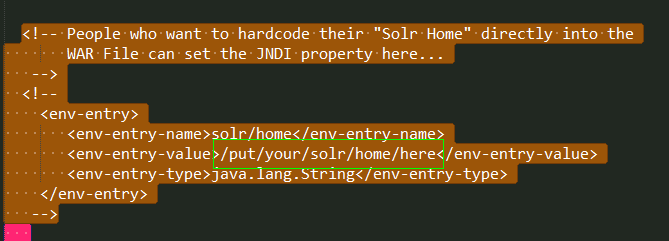 <!-- People who want to hardcode their "Solr Home" directly into the
WAR File can set the JNDI property here...
-->
<!--
<env-entry>
<env-entry-name>solr/home</env-entry-name>
<env-entry-value>/put/your/solr/home/here</env-entry-value>
<env-entry-type>java.lang.String</env-entry-type>
</env-entry>
-->